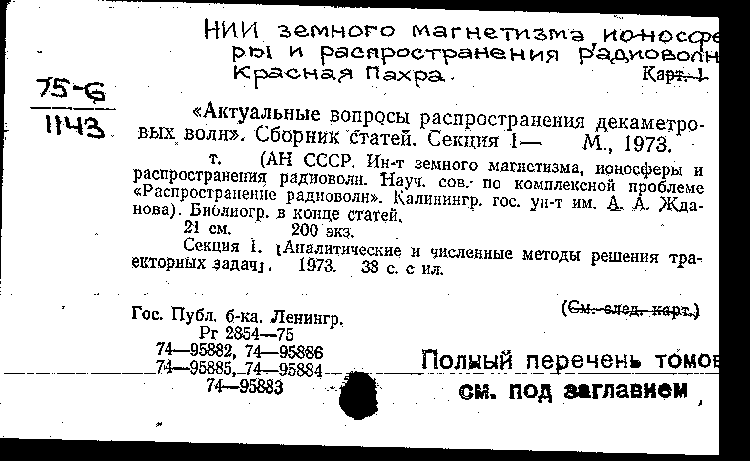 НИИ земного магнетизма, ионосфе
ры и распространения радиоволн
Красная Пахра.
Карт. 1
75-6
1143
«Актуальные вопросы распространения декаметро-
вых волн». Сборник статей. Секция 1— М., 1973.
т. (АН СССР. Ин-т земного магнетизма, ионосферы и
распространения радиоволн. Науч. сов. по комплексной проблеме
«Распространение радиоволн». Калинингр. гос. ун-т им. А. А. Жда-
нова). Библиогр. в конце статей.
21 см. 200 экз.
Секция 1. [Аналитические и численные методы решения тра-
екторных задач]. 1973. 38 с. с ил.
(См. след. карт.)
Гос. Публ. б-ка. Ленингр.
Рг 2854—75
74—95882, 74—95886
74—95885, 74—95884
74—95883
Полный перечень томов
см. под заглавием